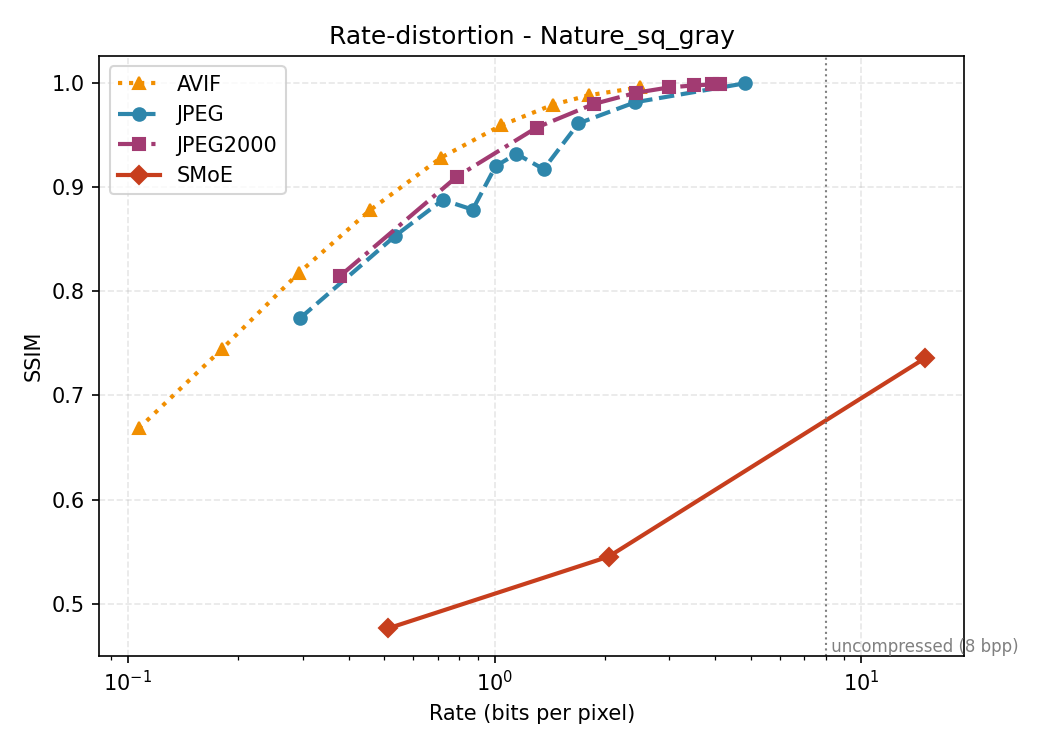 Rate-distortion - Nature_sq_gray
AVIF
JPEG
JPEG2000
SMoE
SSIM
1.0
0.9
0.8
0.7
0.6
0.5
uncompressed (8 bpp)
10⁻¹
10⁰
10¹
Rate (bits per pixel)